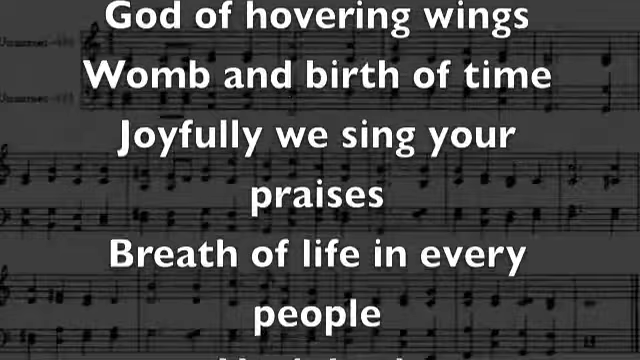 God of hovering wings
Womb and birth of time
Joyfully we sing your
praises
Breath of life in every
people